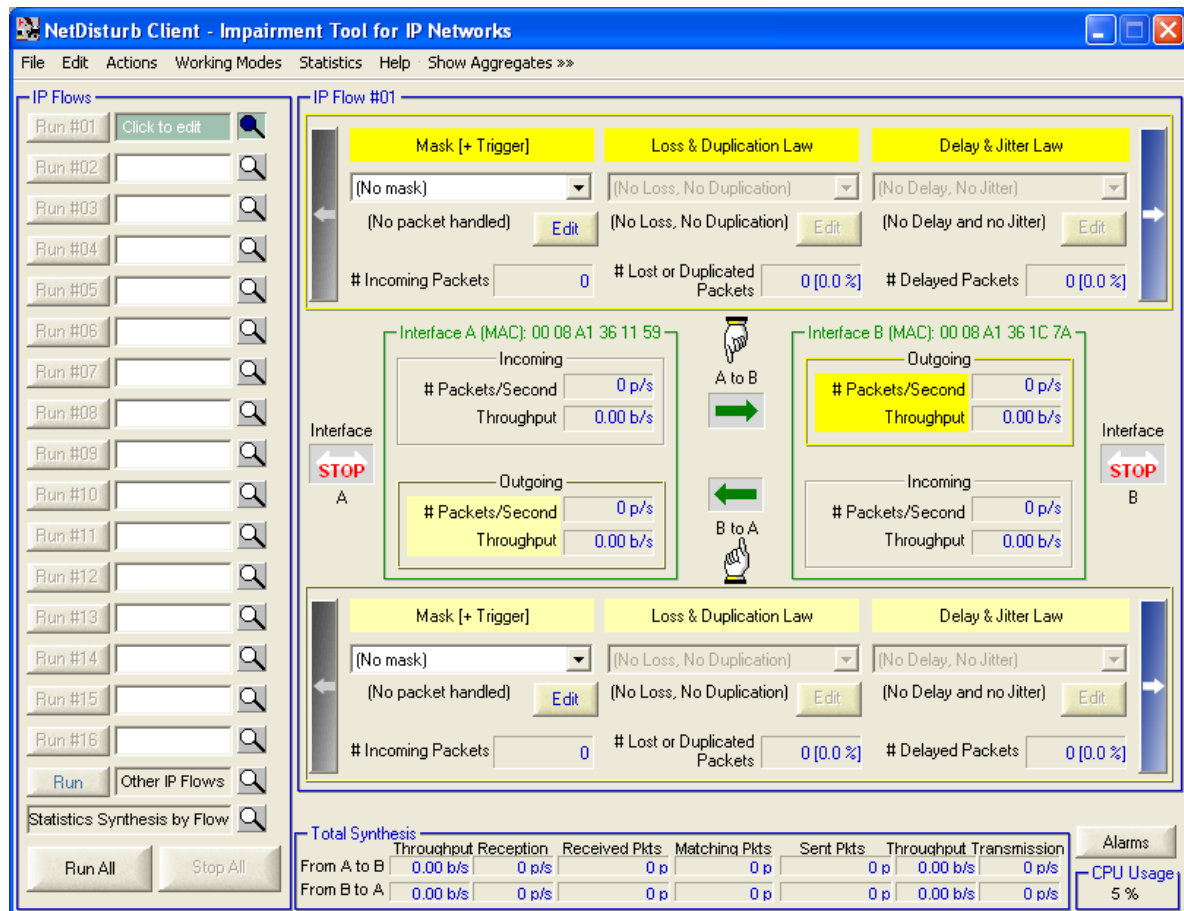 NetDisturb Client - Impairment Tool for IP Networks
File Edit Actions Working Modes Statistics Help Show Aggregates »»
IP Flows
Run #01 Click to edit
Run #02
Run #03
Run #04
Run #05
Run #06
Run #07
Run #08
Run #09
Run #10
Run #11
Run #12
Run #13
Run #14
Run #15
Run #16
Run Other IP Flows
Statistics Synthesis by Flow
Run All Stop All
IP Flow #01
Mask [+ Trigger] Loss & Duplication Law Delay & Jitter Law
(No mask) (No Loss, No Duplication) (No Delay, No Jitter)
(No packet handled) Edit (No Loss, No Duplication) Edit (No Delay and no Jitter) Edit
# Incoming Packets 0 # Lost or Duplicated Packets 0 [0.0 %] # Delayed Packets 0 [0.0 %]
Interface A (MAC): 00 08 A1 36 11 59
Incoming
# Packets/Second 0 p/s
Throughput 0.00 b/s
Outgoing
# Packets/Second 0 p/s
Throughput 0.00 b/s
Interface
STOP
A
A to B
B to A
Interface B (MAC): 00 08 A1 36 1C 7A
Outgoing
# Packets/Second 0 p/s
Throughput 0.00 b/s
Incoming
# Packets/Second 0 p/s
Throughput 0.00 b/s
Interface
STOP
B
Mask [+ Trigger] Loss & Duplication Law Delay & Jitter Law
(No mask) (No Loss, No Duplication) (No Delay, No Jitter)
(No packet handled) Edit (No Loss, No Duplication) Edit (No Delay and no Jitter) Edit
# Incoming Packets 0 # Lost or Duplicated Packets 0 [0.0 %] # Delayed Packets 0 [0.0 %]
Total Synthesis
Throughput Reception Received Pkts Matching Pkts Sent Pkts Throughput Transmission
From A to B 0.00 b/s 0 p/s 0 p 0 p 0 p 0.00 b/s 0 p/s
From B to A 0.00 b/s 0 p/s 0 p 0 p 0 p 0.00 b/s 0 p/s
Alarms
CPU Usage
5 %